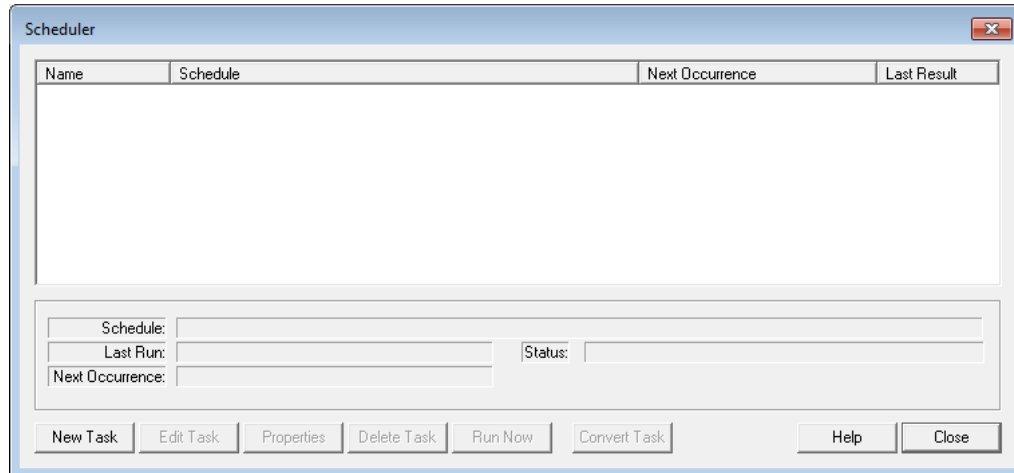 Scheduler
Name Schedule Next Occurrence Last Result
Schedule:
Last Run: Status:
Next Occurrence:
New Task Edit Task Properties Delete Task Run Now Convert Task Help Close